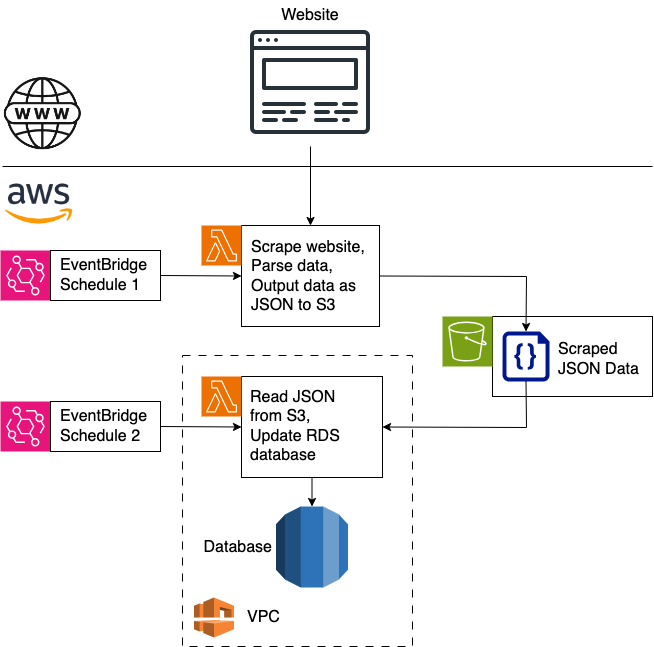 Website
WWW
aws
EventBridge
Schedule 1
Scrape website,
Parse data,
Output data as
JSON to S3
{}
Scraped
JSON Data
EventBridge
Schedule 2
Read JSON
from S3,
Update RDS
database
Database
VPC